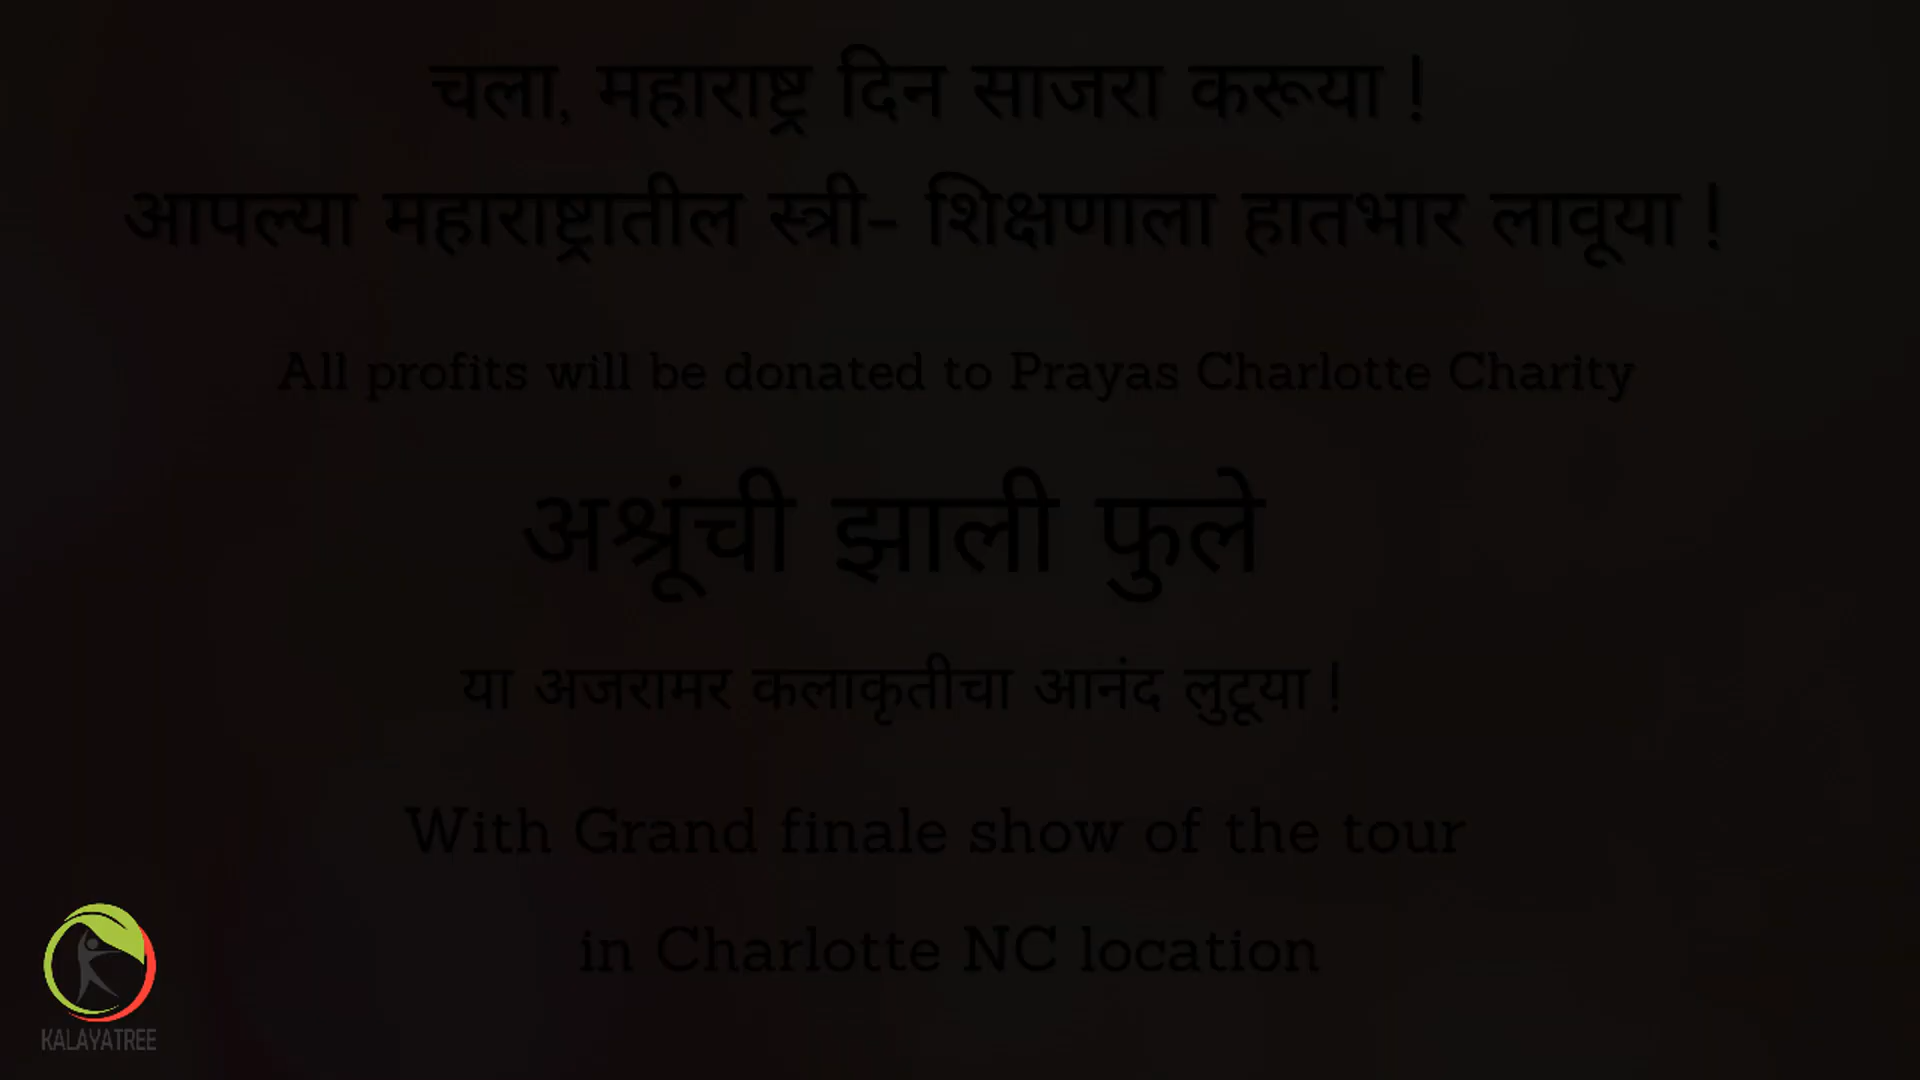 चला, महाराष्ट्र दिन साजरा करूया !
आपल्या महाराष्ट्रातील स्त्री- शिक्षणाला हातभार लावूया !
All profits will be donated to Prayas Charlotte Charity
अश्रूंची झाली फुले
या अजरामर कलाकृतीचा आनंद लुटूया !
With Grand finale show of the tour
in Charlotte NC location
KALAYATREE